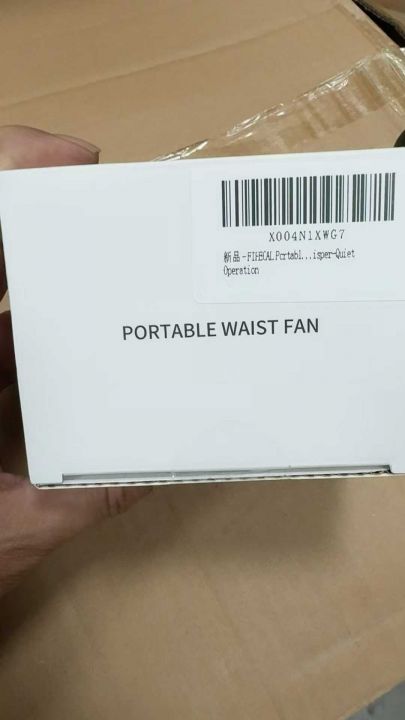 X004N1XWG7
新品 - FIHECAL Portabl...isper-Quiet
Operation
PORTABLE WAIST FAN